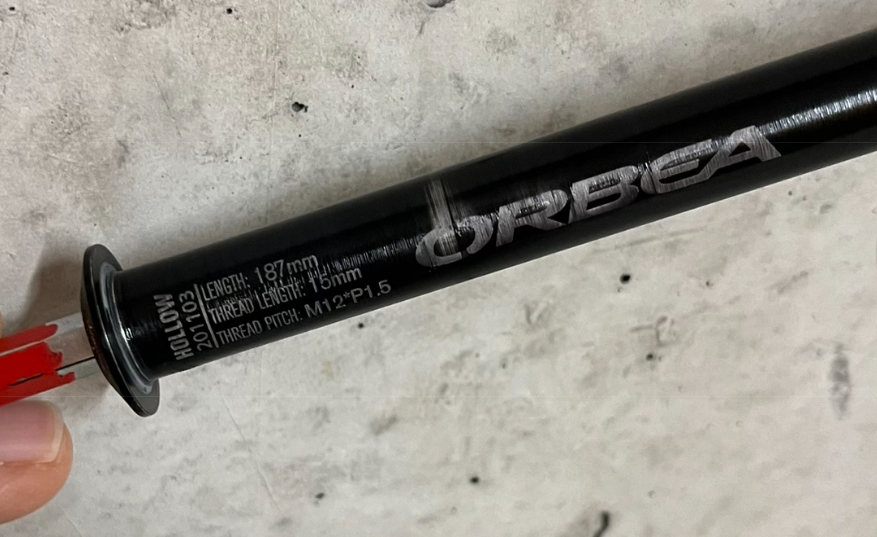 HOLLOW
201103
LENGTH: 187mm
THREAD LENGTH: 15mm
THREAD PITCH: M12*P1.5
ORBEA